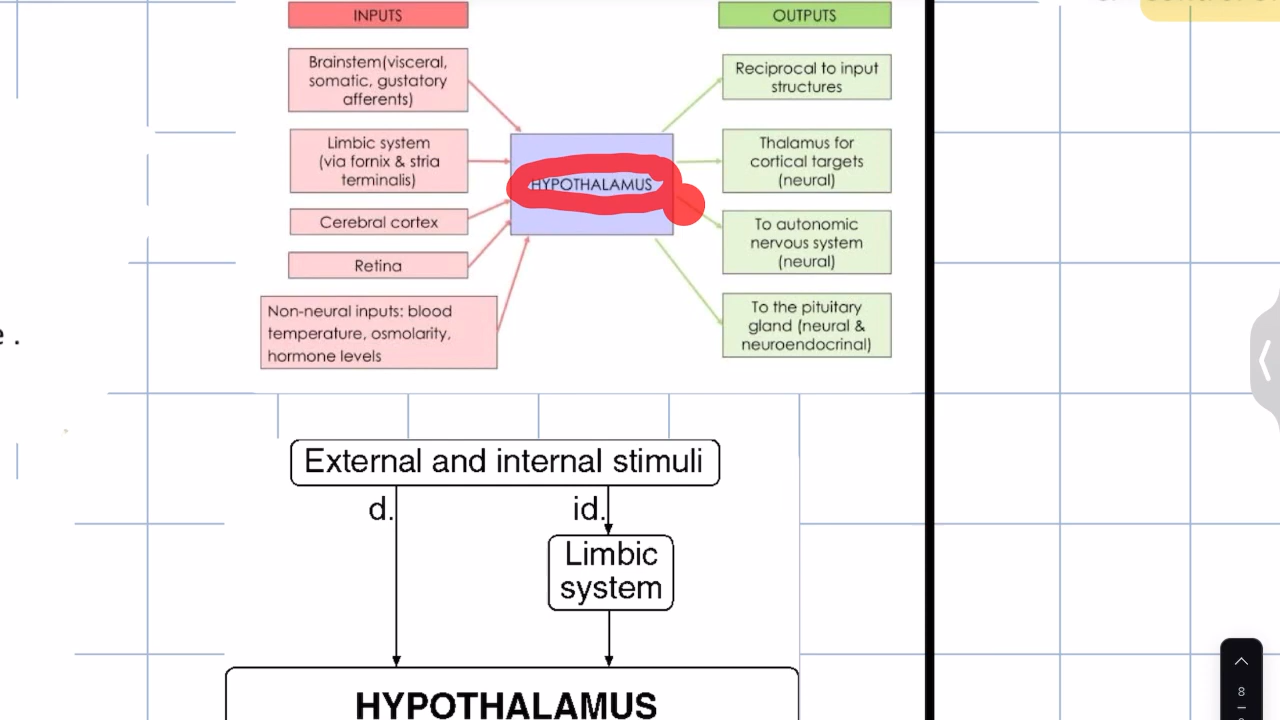 INPUTS
Brainstem(visceral,
somatic, gustatory
afferents)
Limbic system
(via fornix & stria
terminalis)
Cerebral cortex
Retina
Non-neural inputs: blood
temperature, osmolarity,
hormone levels
HYPOTHALAMUS
OUTPUTS
Reciprocal to input
structures
Thalamus for
cortical targets
(neural)
To autonomic
nervous system
(neural)
To the pituitary
gland (neural &
neuroendocrinal)
e .
External and internal stimuli
d.
id.
Limbic
system
HYPOTHALAMUS
8